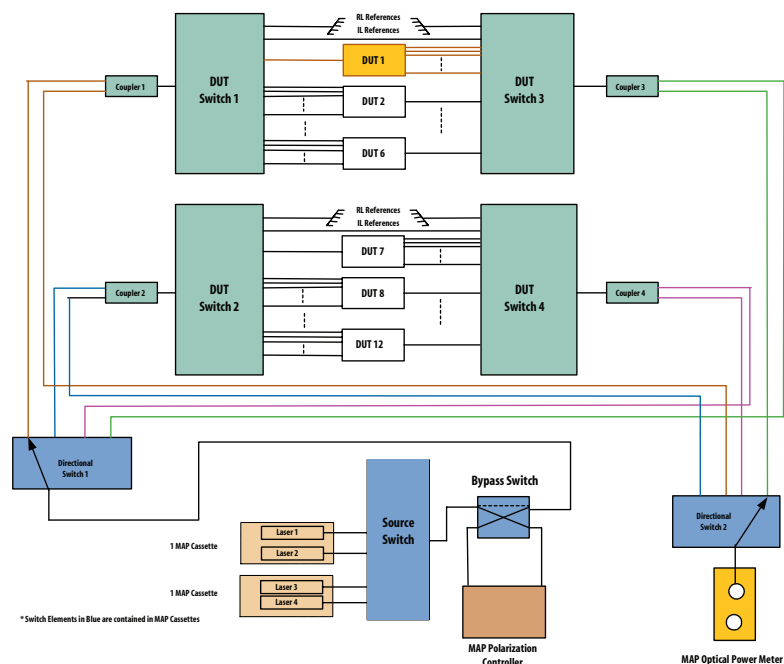 RL References
IL References
DUT 1
Coupler 1
DUT
Switch 1
DUT
Switch 3
Coupler 3
DUT 2
DUT 6
RL References
IL References
DUT 7
Coupler 2
DUT
Switch 2
DUT 8
DUT
Switch 4
Coupler 4
DUT 12
Directional
Switch 1
Bypass Switch
Source
Switch
Directional
Switch 2
Laser 1
1 MAP Cassette
Laser 2
Laser 3
1 MAP Cassette
Laser 4
* Switch Elements in Blue are contained in MAP Cassettes
MAP Polarization
Controller
MAP Optical Power Meter